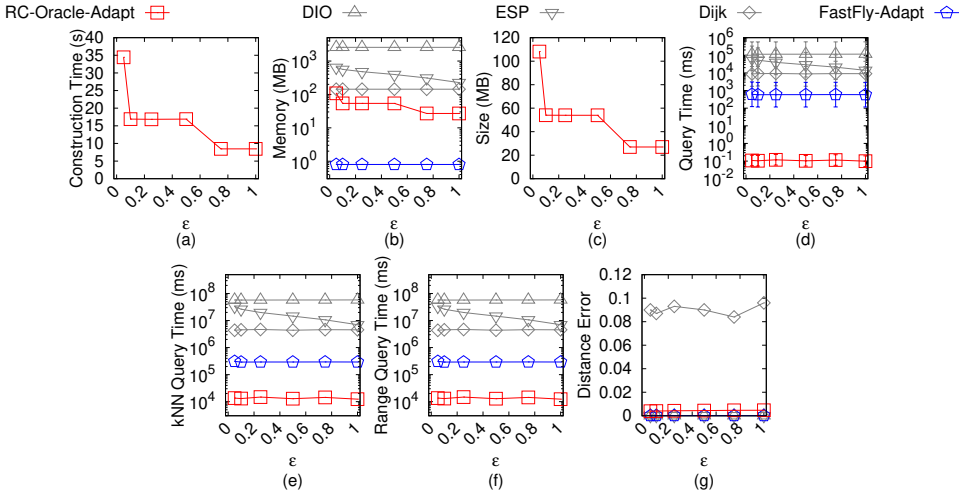 RC-Oracle-Adapt DIO ESP Dijk FastFly-Adapt
Construction Time (s)
40
35
30
25
20
15
10
5
0
0 0.2 0.4 0.6 0.8 1
ε
(a)
Memory (MB)
10^3
10^2
10^1
10^0
0 0.2 0.4 0.6 0.8 1
ε
(b)
Size (MB)
120
100
80
60
40
20
0
0 0.2 0.4 0.6 0.8 1
ε
(c)
Query Time (ms)
10^6
10^5
10^4
10^3
10^2
10^1
10^0
10^-1
10^-2
0 0.2 0.4 0.6 0.8 1
ε
(d)
kNN Query Time (ms)
10^8
10^7
10^6
10^5
10^4
0 0.2 0.4 0.6 0.8 1
ε
(e)
Range Query Time (ms)
10^8
10^7
10^6
10^5
10^4
0 0.2 0.4 0.6 0.8 1
ε
(f)
Distance Error
0.12
0.1
0.08
0.06
0.04
0.02
0
0 0.2 0.4 0.6 0.8 1
ε
(g)